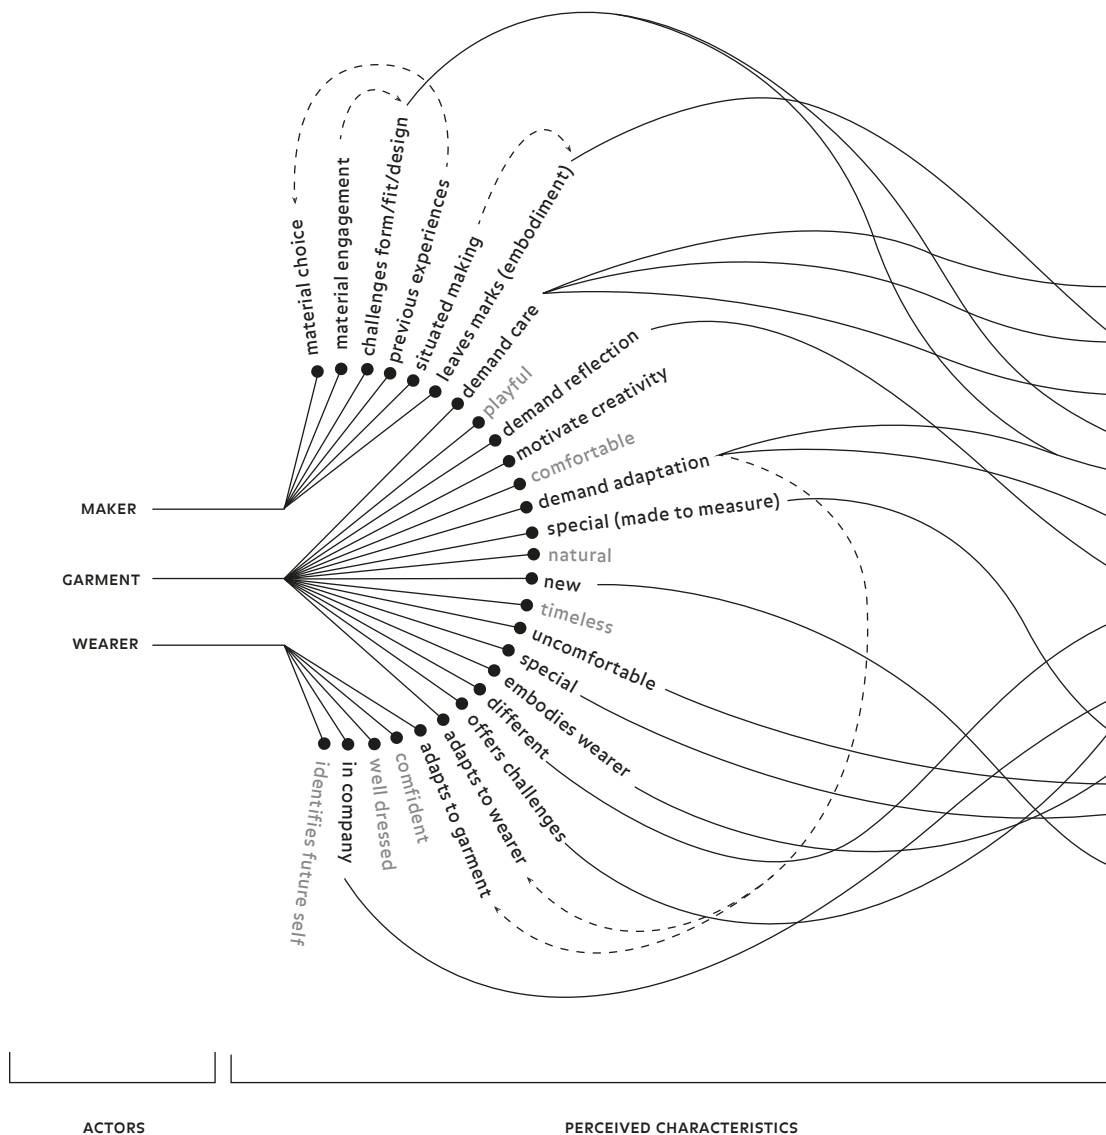 material choice
material engagement
challenges form/fit/design
previous experiences
situated making
leaves marks (embodiment)
demand care
playful
demand reflection
motivate creativity
comfortable
demand adaptation
special (made to measure)
natural
new
timeless
uncomfortable
special
embodies wearer
different
offers challenges
adapts to wearer
adapts to garment
comfident
well dressed
in company
identifies future self
MAKER
GARMENT
WEARER
ACTORS
PERCEIVED CHARACTERISTICS